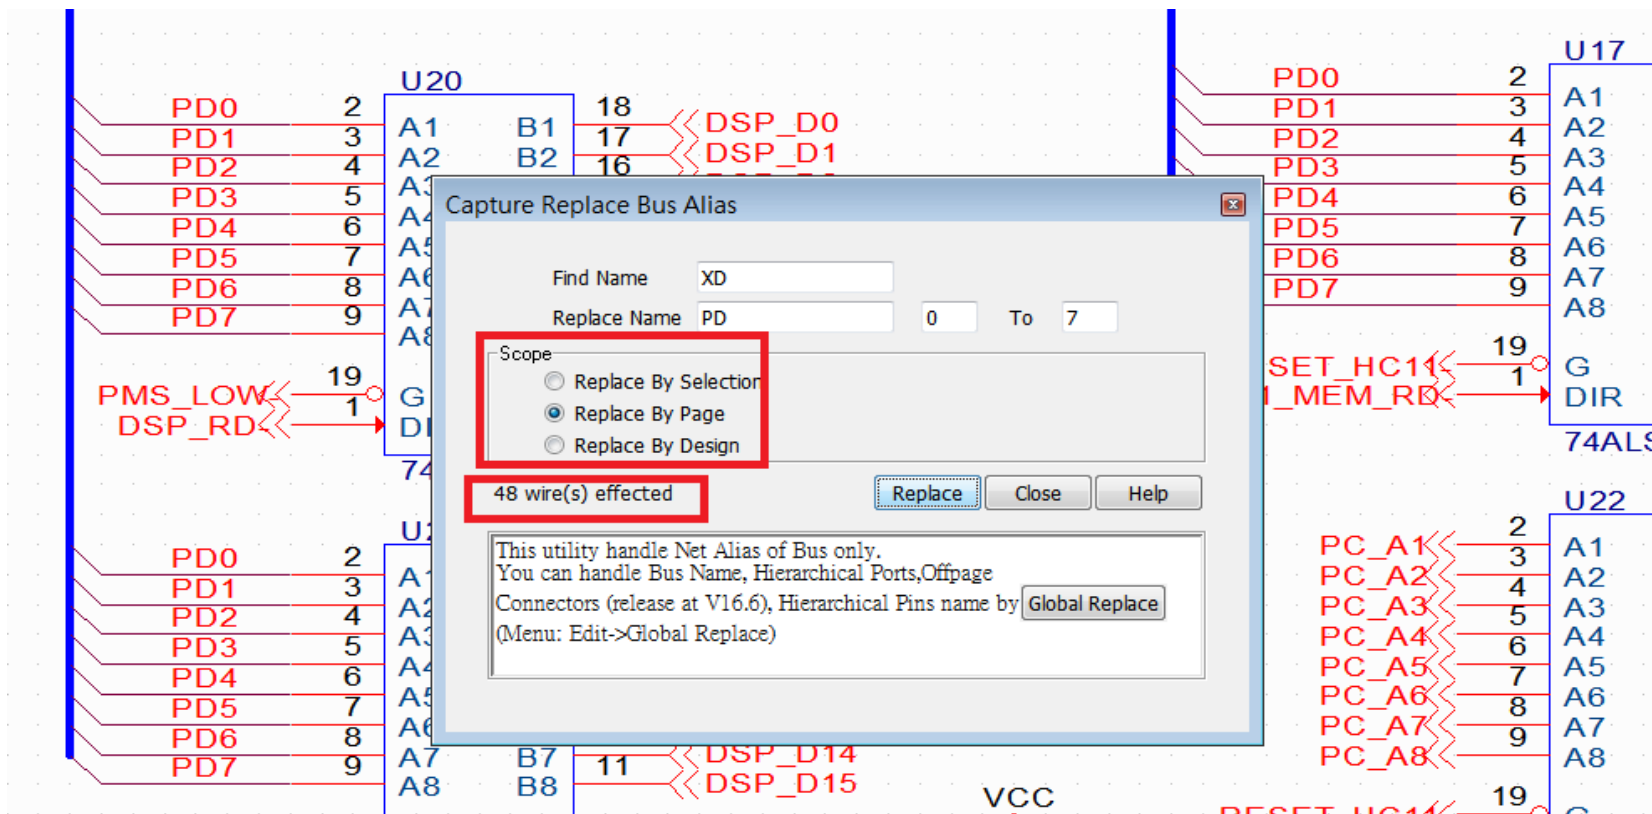 U20
PD0 2 A1 B1 18 DSP_D0
PD1 3 A2 B2 17 DSP_D1
PD2 4 16
PD3 5
PD4 6
PD5 7
PD6 8
PD7 9
PMS_LOW 19 G
DSP_RD 1
U17
PD0 2 A1
PD1 3 A2
PD2 4 A3
PD3 5 A4
PD4 6 A5
PD5 7 A6
PD6 8 A7
PD7 9 A8
SET_HC11 19 G
_MEM_RD 1 DIR
74ALS
Capture Replace Bus Alias
Find Name XD
Replace Name PD 0 To 7
Scope
Replace By Selection
Replace By Page
Replace By Design
48 wire(s) effected
Replace Close Help
This utility handle Net Alias of Bus only.
You can handle Bus Name, Hierarchical Ports,Offpage
Connectors (release at V16.6), Hierarchical Pins name by Global Replace
(Menu: Edit->Global Replace)
PD0 2
PD1 3
PD2 4
PD3 5
PD4 6
PD5 7
PD6 8 A7 B7 DSP_D14
PD7 9 A8 B8 11 DSP_D15
VCC
U22
PC_A1 2 A1
PC_A2 3 A2
PC_A3 4 A3
PC_A4 5 A4
PC_A5 6 A5
PC_A6 7 A6
PC_A7 8 A7
PC_A8 9 A8
RESET_HC11 19 G